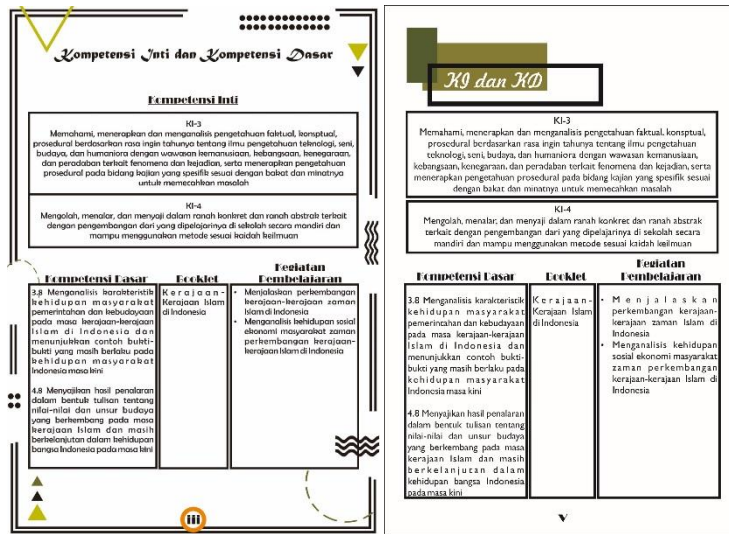 Kompetensi Inti dan Kompetensi Dasar
Kompetensi Inti
KI-3
Memahami, menerapkan dan menganalisis pengetahuan faktual, konsptual,
prosedural berdasarkan rasa ingin tahunya tentang ilmu pengetahuan teknologi, seni,
budaya, dan humaniora dengan wawasan kemanusiaan, kebangsaan, kenegaraan,
dan peradaban terkait fenomena dan kejadian, serta menerapkan pengetahuan
prosedural pada bidang kajian yang spesifik sesuai dengan bakat dan minatnya
untuk memecahkan masalah
KI-4
Mengolah, menalar, dan menyaji dalam ranah konkret dan ranah abstrak terkait
dengan pengembangan dari yang dipelajarinya di sekolah secara mandiri dan
mampu menggunakan metode sesuai kaidah keilmuan
Kompetensi Dasar
Booklet
Kegiatan
Pembelajaran
3.8 Menganalisis karakteristik
kehidupan masyarakat
pemerintahan dan kebudayaan
pada masa kerajaan-kerajaan
Islam di Indonesia dan
menunjukkan contoh bukti-
bukti yang masih berlaku pada
kehidupan masyarakat
Indonesia masa kini
4.8 Menyajikan hasil penalaran
dalam bentuk tulisan tentang
nilai-nilai dan unsur budaya
yang berkembang pada masa
kerajaan Islam dan masih
berkelanjutan dalam kehidupan
bangsa Indonesia pada masa kini
Kerajaan-
Kerajaan Islam
di Indonesia
• Menjalaskan perkembangan
kerajaan-kerajaan zaman
Islam di Indonesia
• Menganalisis kehidupan sosial
ekonomi masyarakat zaman
perkembangan kerajaan-
kerajaan Islam di Indonesia
iii
KI dan KD
KI-3
Memahami, menerapkan dan menganalisis pengetahuan faktual, konsptual,
prosedural berdasarkan rasa ingin tahunya tentang ilmu pengetahuan
teknologi, seni, budaya, dan humaniora dengan wawasan kemanusiaan,
kebangsaan, kenegaraan, dan peradaban terkait fenomena dan kejadian, serta
menerapkan pengetahuan prosedural pada bidang kajian yang spesifik sesuai
dengan bakat dan minatnya untuk memecahkan masalah
KI-4
Mengolah, menalar, dan menyaji dalam ranah konkret dan ranah abstrak
terkait dengan pengembangan dari yang dipelajarinya di sekolah secara
mandiri dan mampu menggunakan metode sesuai kaidah keilmuan
Kompetensi Dasar
Booklet
Kegiatan
Pembelajaran
3.8 Menganalisis karakteristik
kehidupan masyarakat
pemerintahan dan kebudayaan
pada masa kerajaan-kerajaan
Islam di Indonesia dan
menunjukkan contoh bukti-
bukti yang masih berlaku pada
kehidupan masyarakat
Indonesia masa kini
4.8 Menyajikan hasil penalaran
dalam bentuk tulisan tentang
nilai-nilai dan unsur budaya
yang berkembang pada masa
kerajaan Islam dan masih
berkelanjutan dalam
kehidupan bangsa Indonesia
pada masa kini
Kerajaan-
Kerajaan Islam
di Indonesia
• Menjalaskan
perkembangan kerajaan-
kerajaan zaman Islam di
Indonesia
• Menganalisis kehidupan
sosial ekonomi masyarakat
zaman perkembangan
kerajaan-kerajaan Islam di
Indonesia
v